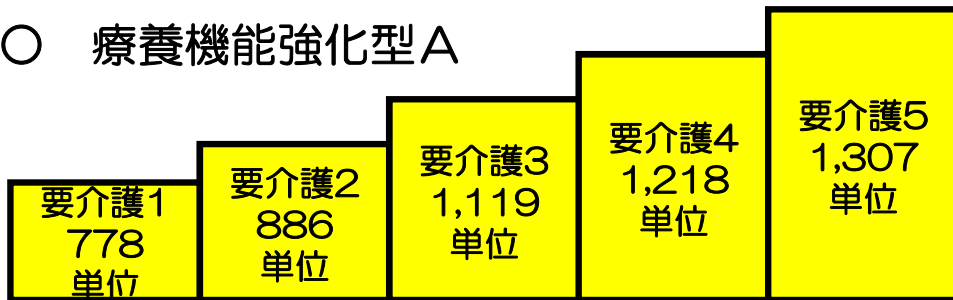 ○ 療養機能強化型A
要介護1
778
単位
要介護2
886
単位
要介護3
1,119
単位
要介護4
1,218
単位
要介護5
1,307
単位